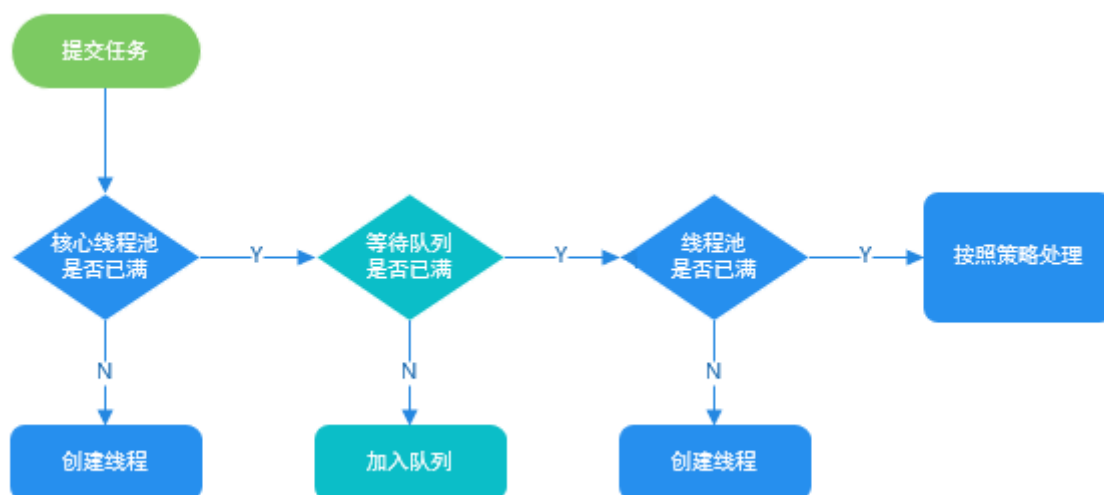 提交任务
核心线程池
是否已满
Y
等待队列
是否已满
Y
线程池
是否已满
Y
按照策略处理
N
N
N
创建线程
加入队列
创建线程